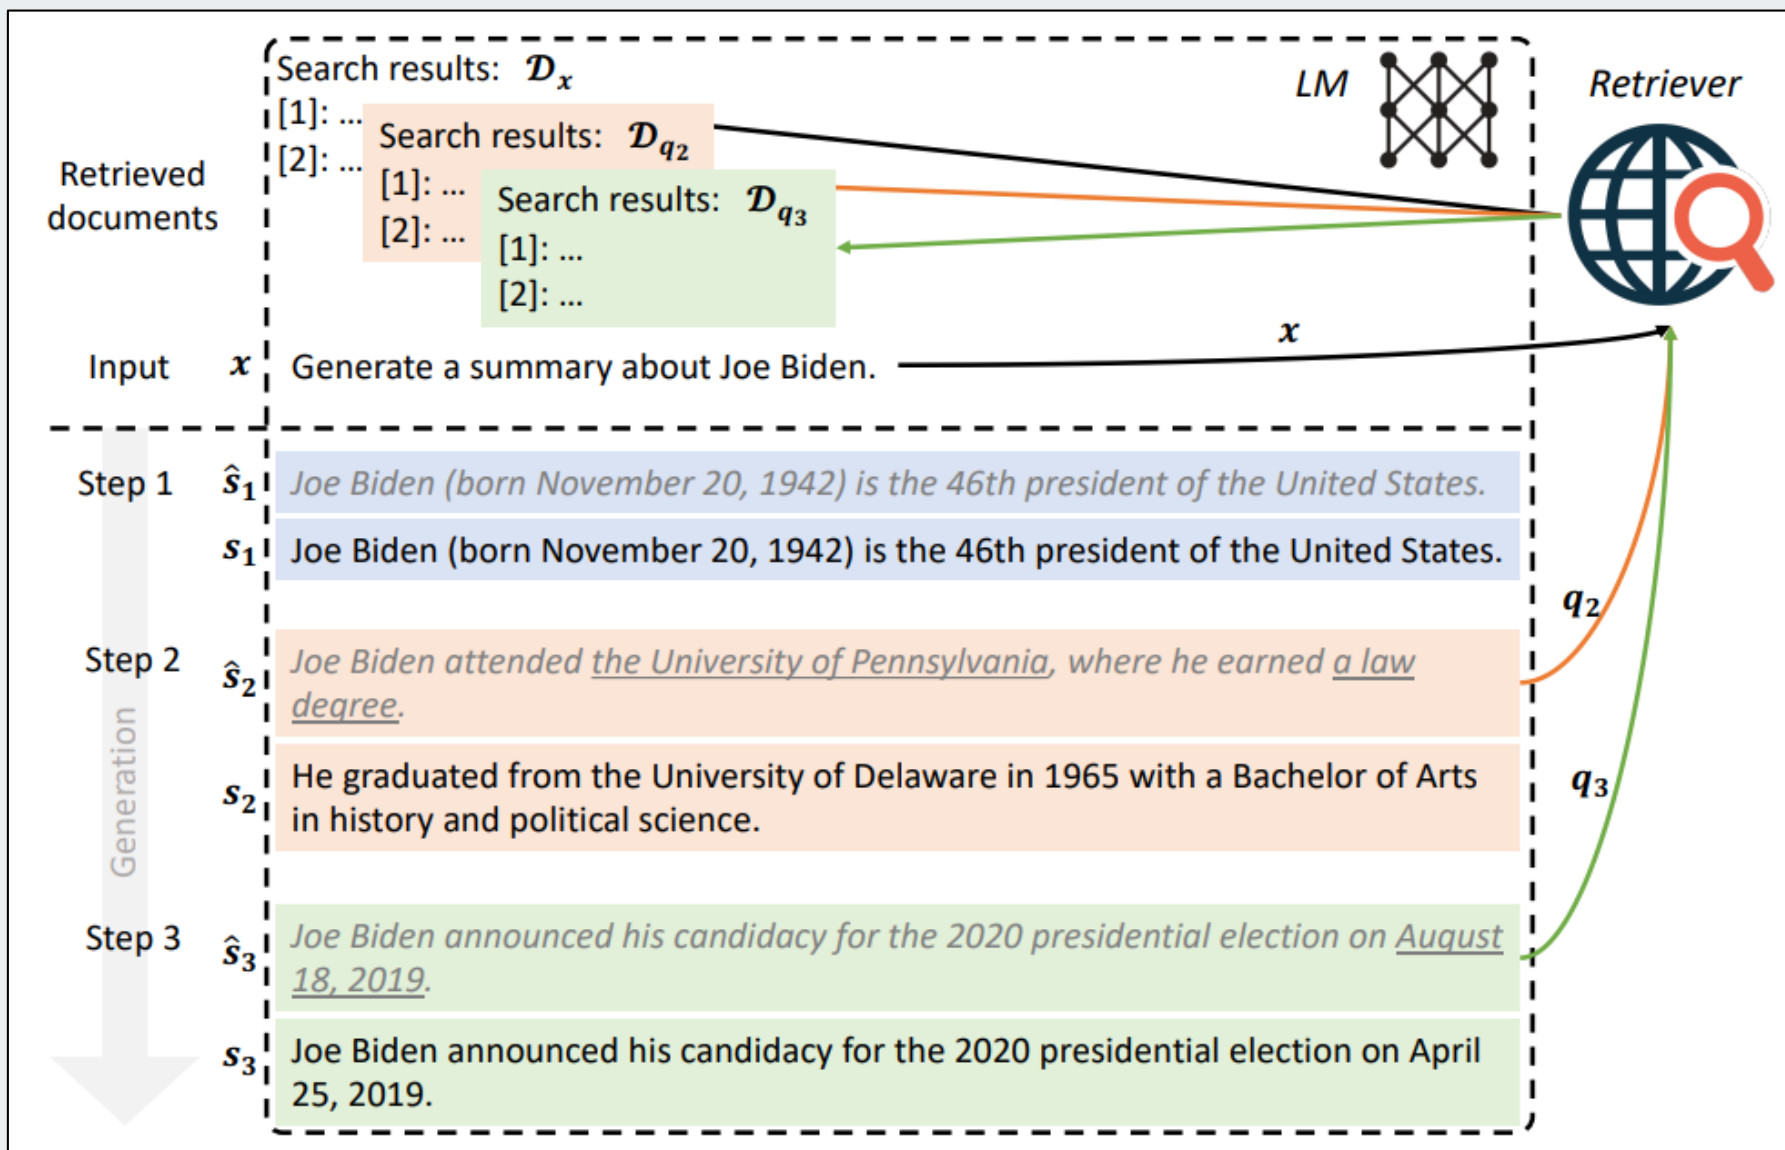 Search results: 𝓓ₓ
[1]: ...
[2]: ...
Search results: 𝓓q₂
[1]: ...
[2]: ...
Search results: 𝓓q₃
[1]: ...
[2]: ...
LM
Retriever
Retrieved
documents
Input x Generate a summary about Joe Biden.
x
Generation
Step 1 ŝ₁ Joe Biden (born November 20, 1942) is the 46th president of the United States.
s₁ Joe Biden (born November 20, 1942) is the 46th president of the United States.
q₂
Step 2 ŝ₂ Joe Biden attended the University of Pennsylvania, where he earned a law
degree.
s₂ He graduated from the University of Delaware in 1965 with a Bachelor of Arts
in history and political science.
q₃
Step 3 ŝ₃ Joe Biden announced his candidacy for the 2020 presidential election on August
18, 2019.
s₃ Joe Biden announced his candidacy for the 2020 presidential election on April
25, 2019.